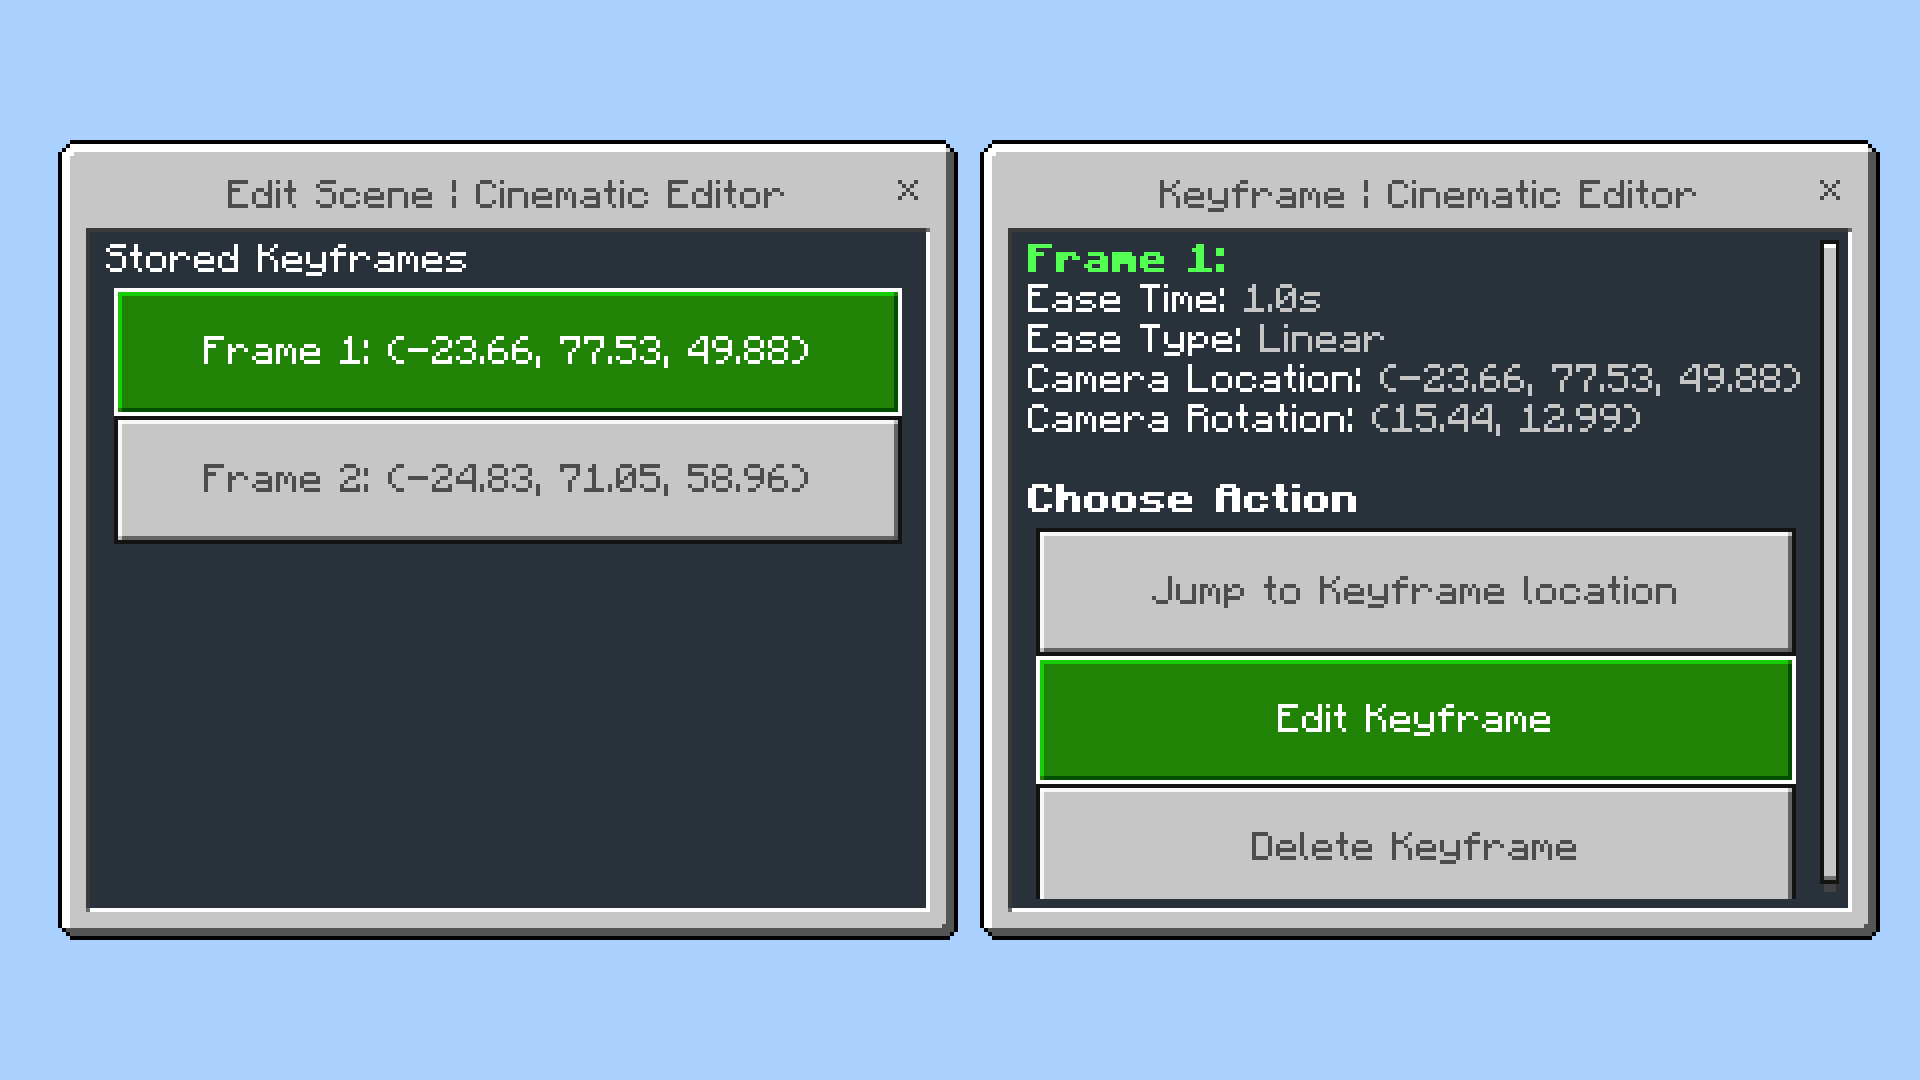 Edit Scene | Cinematic Editor
Stored Keyframes
Frame 1: (-23.66, 77.53, 49.88)
Frame 2: (-24.83, 71.05, 58.96)
Keyframe | Cinematic Editor
Frame 1:
Ease Time: 1.0s
Ease Type: Linear
Camera Location: (-23.66, 77.53, 49.88)
Camera Rotation: (15.44, 12.99)
Choose Action
Jump to Keyframe location
Edit Keyframe
Delete Keyframe